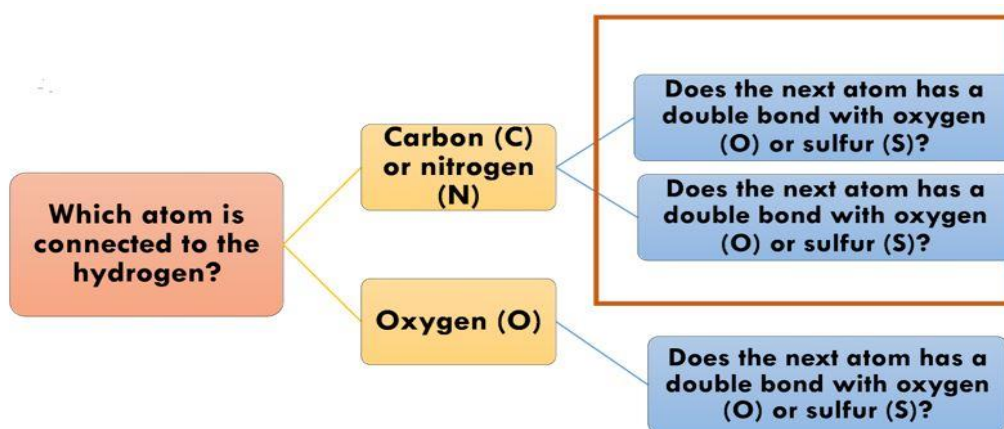 Which atom is
connected to the
hydrogen?
Carbon (C)
or nitrogen
(N)
Oxygen (O)
Does the next atom has a
double bond with oxygen
(O) or sulfur (S)?
Does the next atom has a
double bond with oxygen
(O) or sulfur (S)?
Does the next atom has a
double bond with oxygen
(O) or sulfur (S)?